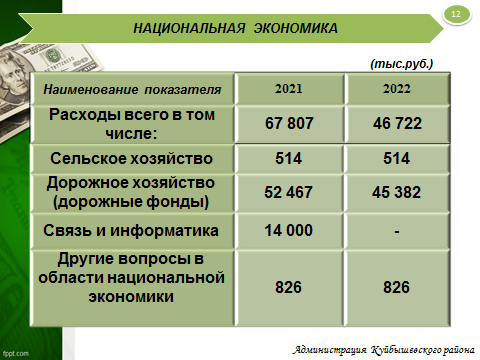 12
НАЦИОНАЛЬНАЯ ЭКОНОМИКА
(тыс.руб.)
Наименование показателя 2021 2022
Расходы всего в том
числе: 67 807 46 722
Сельское хозяйство 514 514
Дорожное хозяйство
(дорожные фонды) 52 467 45 382
Связь и информатика 14 000 -
Другие вопросы в
области национальной
экономики 826 826
fppt.com
Администрация Куйбышевского района